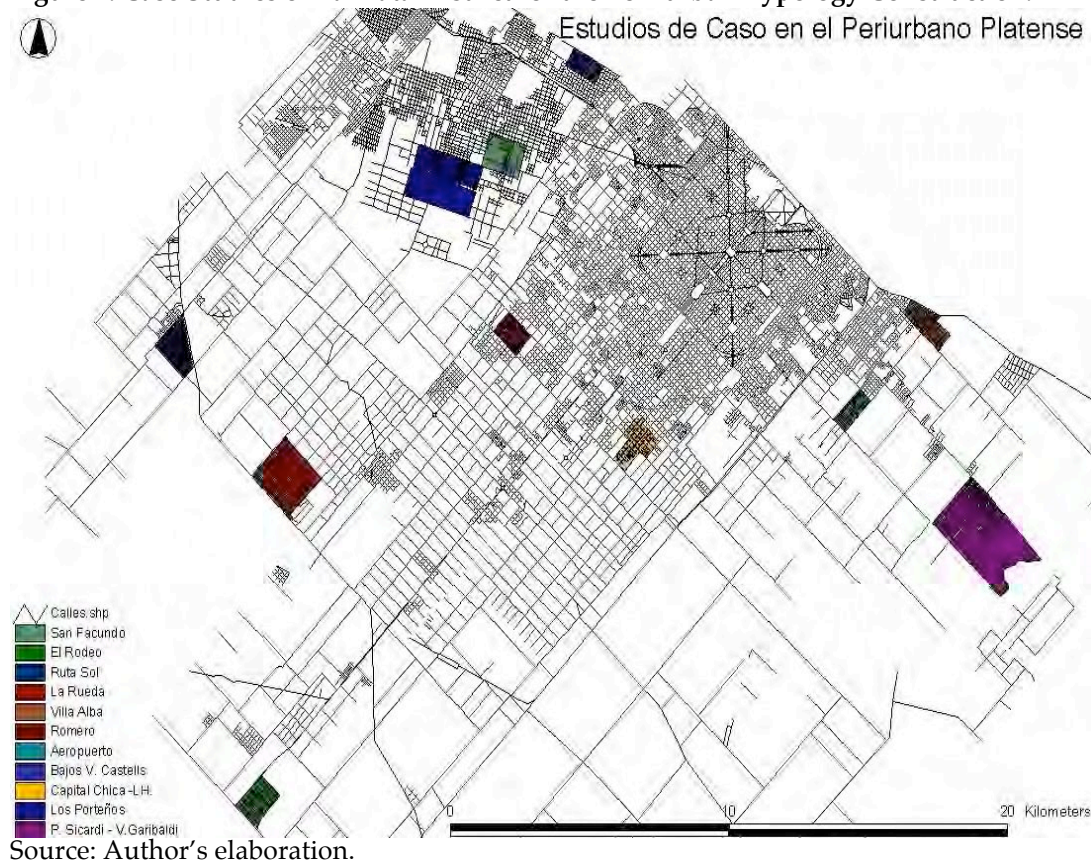 Estudios de Caso en el Periurbano Platense
Calles.shp
San Facundo
El Rodeo
Ruta Sol
La Rueda
Villa Alba
Romero
Aeropuerto
Bajos V. Castells
Capital Chica -LH.
Los Porteños
P. Sicardi - V.Garibaldi
0 10 20 Kilometers
Source: Author's elaboration.